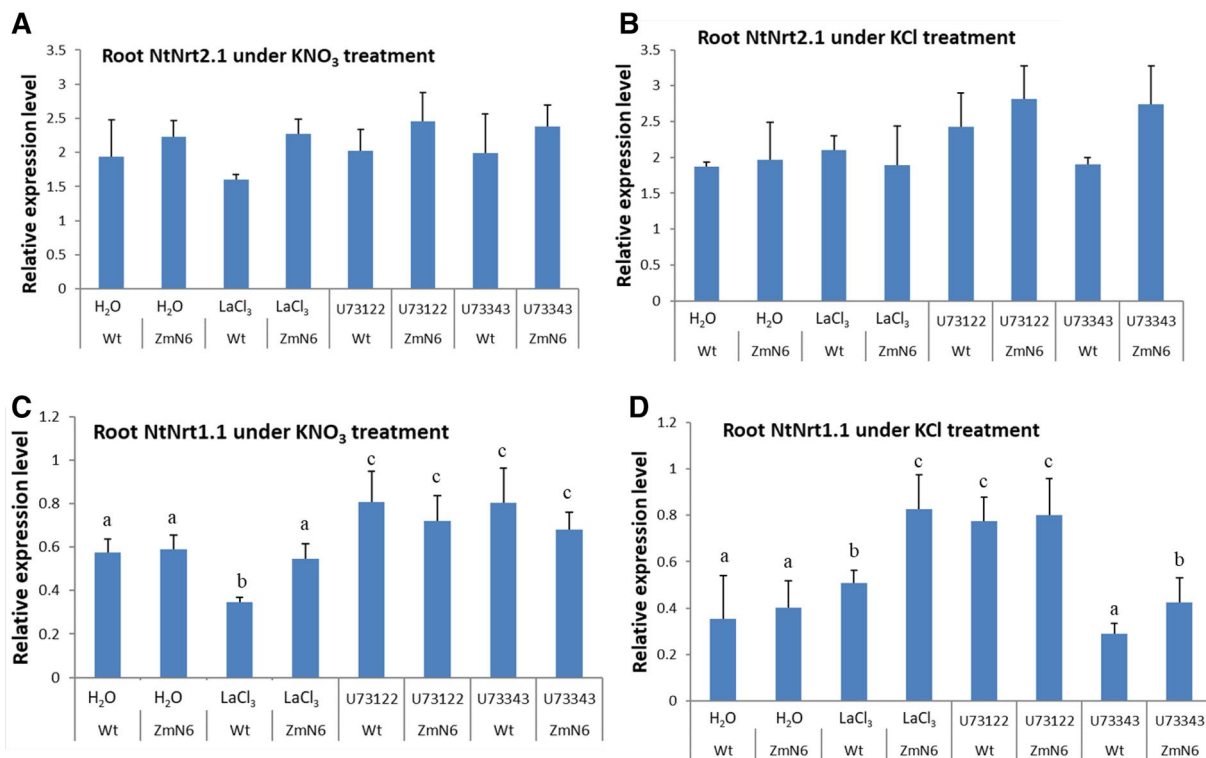 A
Root NtNrt2.1 under KNO₃ treatment
Relative expression level
3.5
3
2.5
2
1.5
1
0.5
0
H₂O H₂O LaCl₃ LaCl₃ U73122 U73122 U73343 U73343
Wt ZmN6 Wt ZmN6 Wt ZmN6 Wt ZmN6
B
Root NtNrt2.1 under KCl treatment
Relative expression level
3.5
3
2.5
2
1.5
1
0.5
0
H₂O H₂O LaCl₃ LaCl₃ U73122 U73122 U73343 U73343
Wt ZmN6 Wt ZmN6 Wt ZmN6 Wt ZmN6
C
Root NtNrt1.1 under KNO₃ treatment
Relative expression level
1.2
1
0.8
0.6
0.4
0.2
0
a a b a c c c c
H₂O H₂O LaCl₃ LaCl₃ U73122 U73122 U73343 U73343
Wt ZmN6 Wt ZmN6 Wt ZmN6 Wt ZmN6
D
Root NtNrt1.1 under KCl treatment
Relative expression level
1.2
1
0.8
0.6
0.4
0.2
0
a a b c c c a b
H₂O H₂O LaCl₃ LaCl₃ U73122 U73122 U73343 U73343
Wt ZmN6 Wt ZmN6 Wt ZmN6 Wt ZmN6